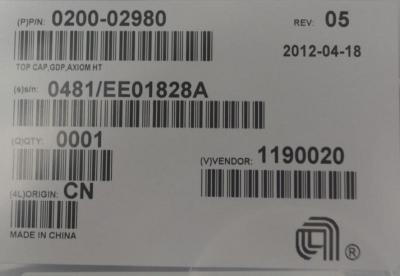 (P)P/N: 0200-02980
REV: 05
2012-04-18
TOP CAP,GDP,AXIOM HT
(s)s/n: 0481/EE01828A
(Q)QTY: 0001
(V)VENDOR: 1190020
(4L)ORIGIN: CN
MADE IN CHINA
®